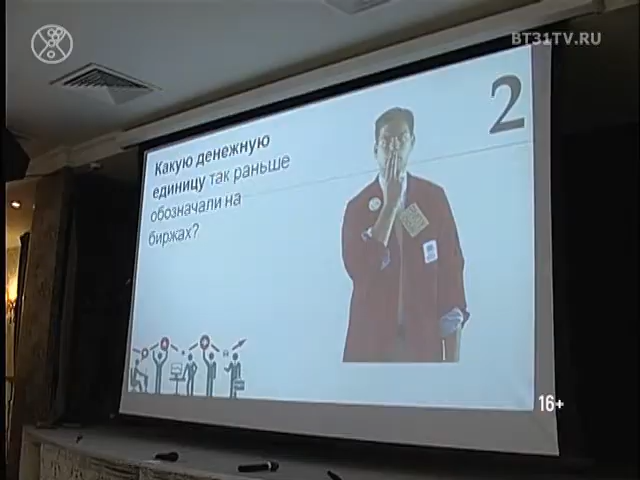 BT31TV.RU
2
Какую денежную
единицу так раньше
обозначали на
биржах?
16+